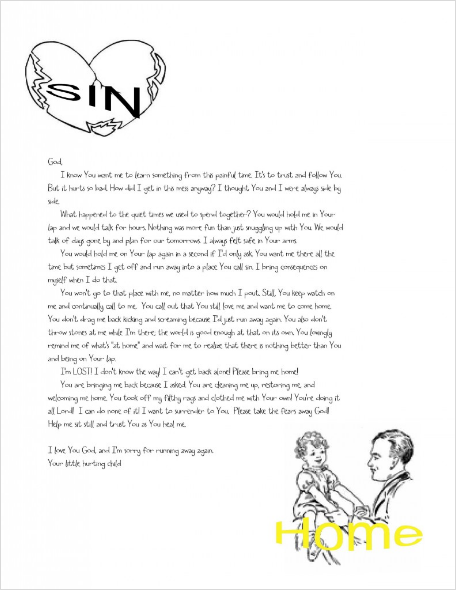 SIN
God,
I know You want me to learn something from this painful time. It's to trust and follow You.
But it hurts so bad. How did I get in this mess anyway? I thought You and I were always side by
side.
What happened to the quiet times we used to spend together? You would hold me in Your
lap and we would talk for hours. Nothing was more fun than just snuggling up with You. We would
talk of days gone by and plan for our tomorrows. I always felt safe in Your arms.
You would hold me on Your lap again in a second if I'd only ask. You want me there all the
time but sometimes I get off and run away into a place You call sin. I bring consequences on
myself when I do that.
You won't go to that place with me, no matter how much I pout. Still, You keep watch on
me and continually call to me. You call out that You still love me and want me to come home.
You don't drag me back kicking and screaming because I'd just run away again. You also don't
throw stones at me while I'm there; the world is good enough at that on its own. You lovingly
remind me of what's "at home" and wait for me to realize that there is nothing better than You
and being on Your lap.
I'm LOST! I don't know the way! I can't get back alone! Please bring me home!
You are bringing me back because I asked. You are cleaning me up, restoring me, and
welcoming me home. You took off my filthy rags and clothed me with Your own! You're doing it
all Lord! I can do none of it! I want to surrender to You. Please take the fears away God!
Help me sit still and trust You as You heal me.
I love You God, and I'm sorry for running away again.
Your little hurting child
Home